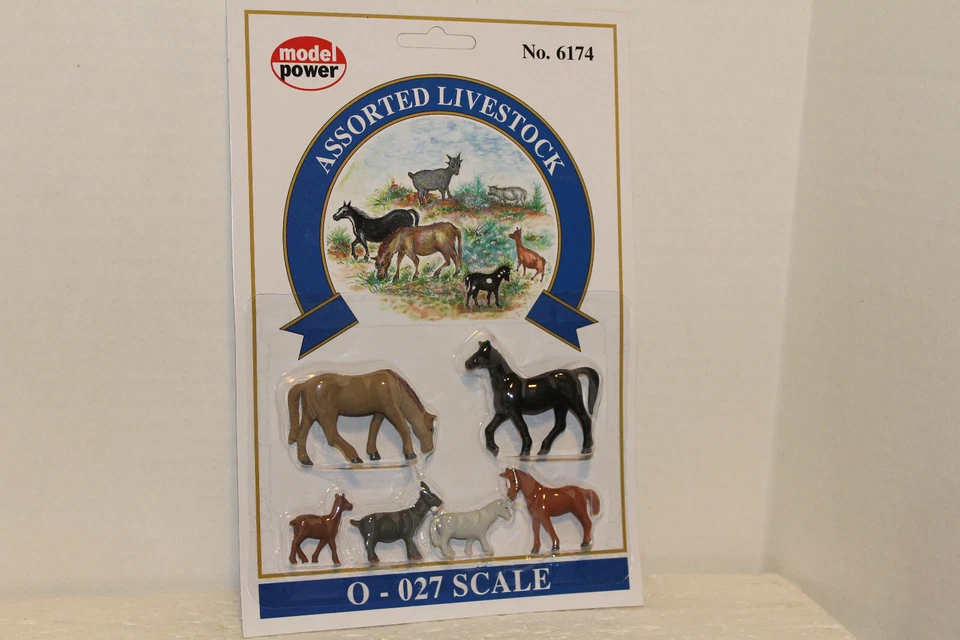 model
power
No. 6174
ASSORTED LIVESTOCK
O - 027 SCALE